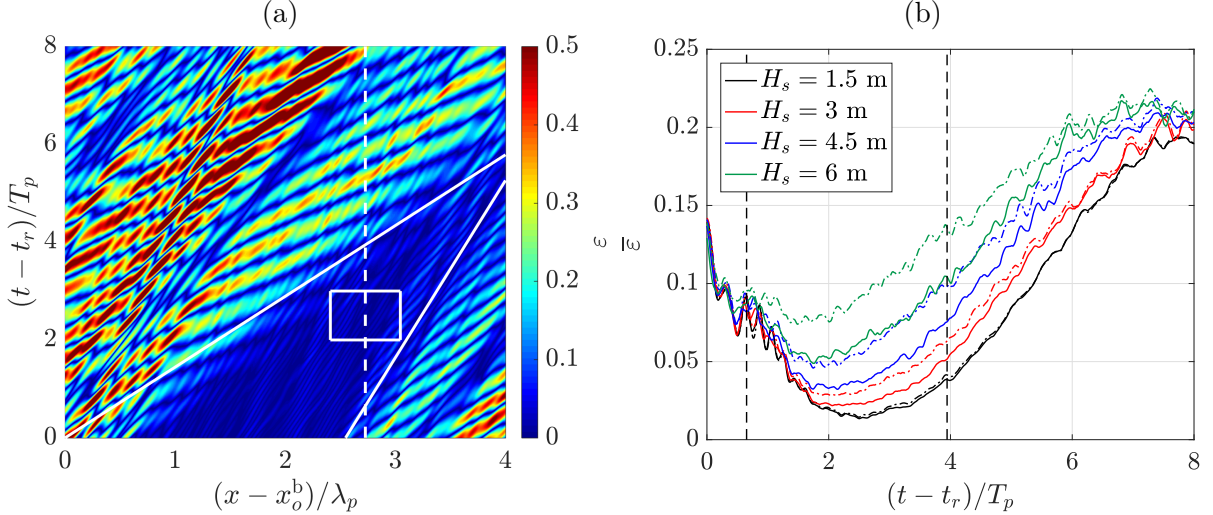 (a)
8
6
4
2
0
(t − t_r)/T_p
0 1 2 3 4
(x − x_o^b)/λ_p
0.5
0.4
0.3
0.2
0.1
0
ε
(b)
0.25
0.2
0.15
0.1
0.05
0
ε̅
H_s = 1.5 m
H_s = 3 m
H_s = 4.5 m
H_s = 6 m
0 2 4 6 8
(t − t_r)/T_p